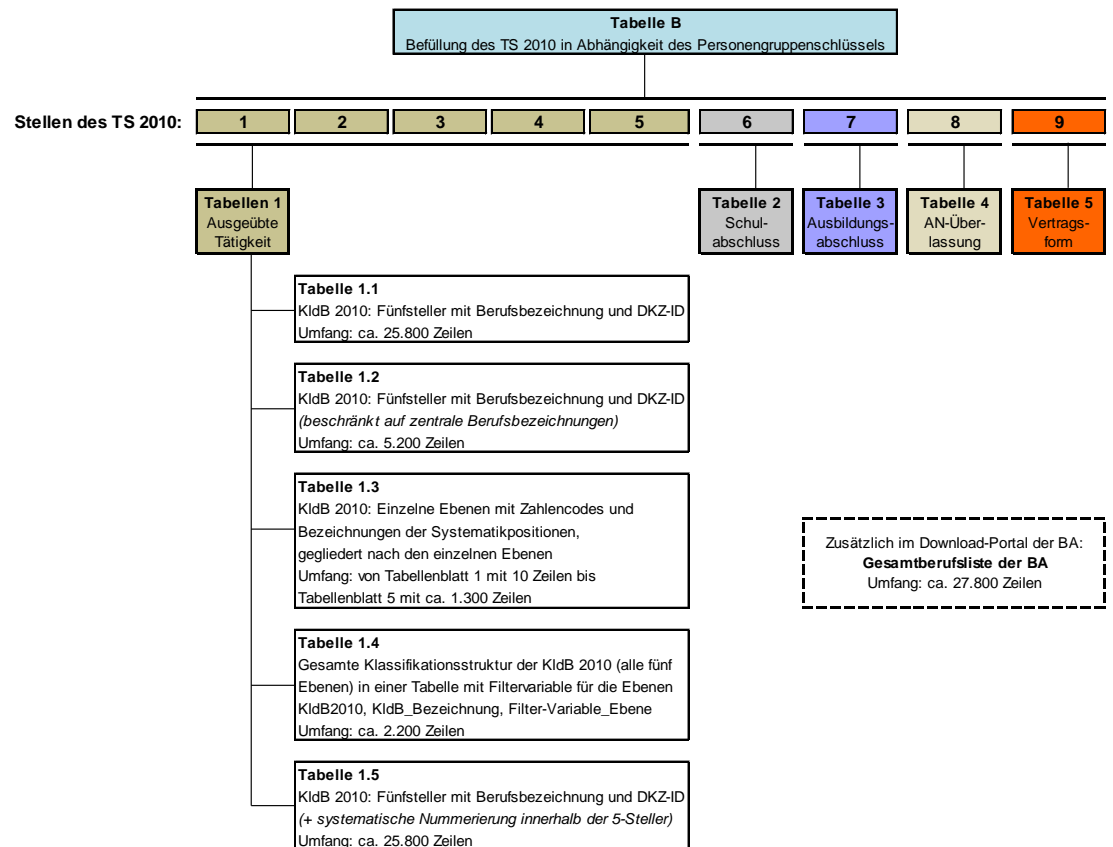 Tabelle B
Befüllung des TS 2010 in Abhängigkeit des Personengruppenschlüssels
Stellen des TS 2010:
1
2
3
4
5
6
7
8
9
Tabellen 1
Ausgeübte
Tätigkeit
Tabelle 2
Schul-
abschluss
Tabelle 3
Ausbildungs-
abschluss
Tabelle 4
AN-Über-
lassung
Tabelle 5
Vertrags-
form
Tabelle 1.1
KldB 2010: Fünfsteller mit Berufsbezeichnung und DKZ-ID
Umfang: ca. 25.800 Zeilen
Tabelle 1.2
KldB 2010: Fünfsteller mit Berufsbezeichnung und DKZ-ID
(beschränkt auf zentrale Berufsbezeichnungen)
Umfang: ca. 5.200 Zeilen
Tabelle 1.3
KldB 2010: Einzelne Ebenen mit Zahlencodes und
Bezeichnungen der Systematikpositionen,
gegliedert nach den einzelnen Ebenen
Umfang: von Tabellenblatt 1 mit 10 Zeilen bis
Tabellenblatt 5 mit ca. 1.300 Zeilen
Zusätzlich im Download-Portal der BA:
Gesamtberufsliste der BA
Umfang: ca. 27.800 Zeilen
Tabelle 1.4
Gesamte Klassifikationsstruktur der KldB 2010 (alle fünf
Ebenen) in einer Tabelle mit Filtervariable für die Ebenen
KldB2010, KldB_Bezeichnung, Filter-Variable_Ebene
Umfang: ca. 2.200 Zeilen
Tabelle 1.5
KldB 2010: Fünfsteller mit Berufsbezeichnung und DKZ-ID
(+ systematische Nummerierung innerhalb der 5-Steller)
Umfang: ca. 25.800 Zeilen